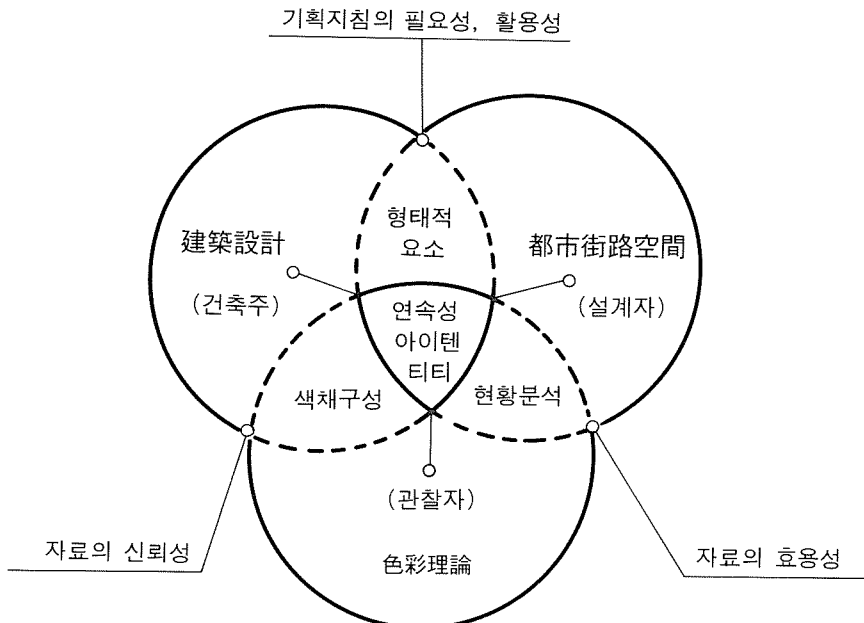 기획지침의 필요성, 활용성
형태적
요소
建築設計
都市街路空間
(건축주)
(설계자)
연속성
아이텐
티티
색채구성
현황분석
(관찰자)
자료의 신뢰성
色彩理論
자료의 효용성